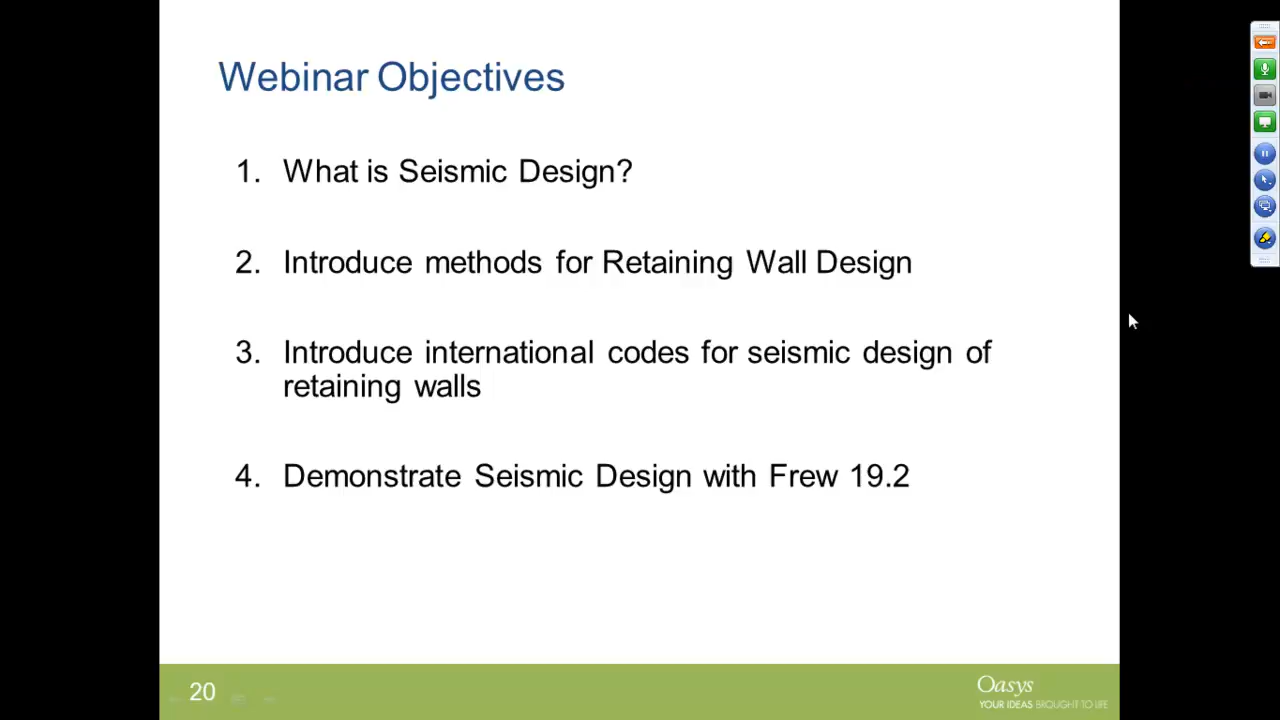 Webinar Objectives
1. What is Seismic Design?
2. Introduce methods for Retaining Wall Design
3. Introduce international codes for seismic design of
retaining walls
4. Demonstrate Seismic Design with Frew 19.2
20
Oasys
YOUR IDEAS BROUGHT TO LIFE